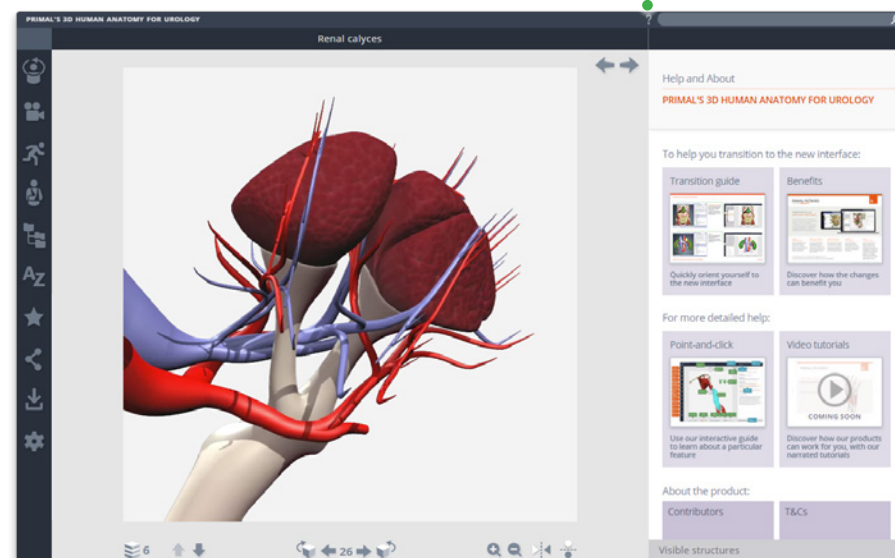 PRIMAL'S 3D HUMAN ANATOMY FOR UROLOGY
?
Renal calyces
Help and About
PRIMAL'S 3D HUMAN ANATOMY FOR UROLOGY
To help you transition to the new interface:
Transition guide
Benefits
Quickly orient yourself to
the new interface
Discover how the changes
can benefit you
For more detailed help:
Point-and-click
Video tutorials
COMING SOON
Use our interactive guide
to learn about a particular
feature
Discover how our products
can work for you, with our
narrated tutorials
About the product:
Contributors
T&Cs
AZ
6
26
Visible structures